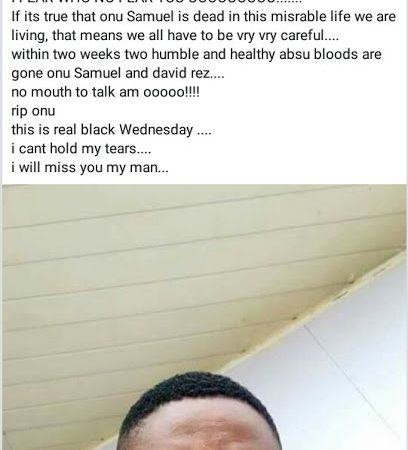 If its true that onu Samuel is dead in this misrable life we are
living, that means we all have to be vry vry careful....
within two weeks two humble and healthy absu bloods are
gone onu Samuel and david rez....
no mouth to talk am ooooo!!!!
rip onu
this is real black Wednesday ....
i cant hold my tears....
i will miss you my man...